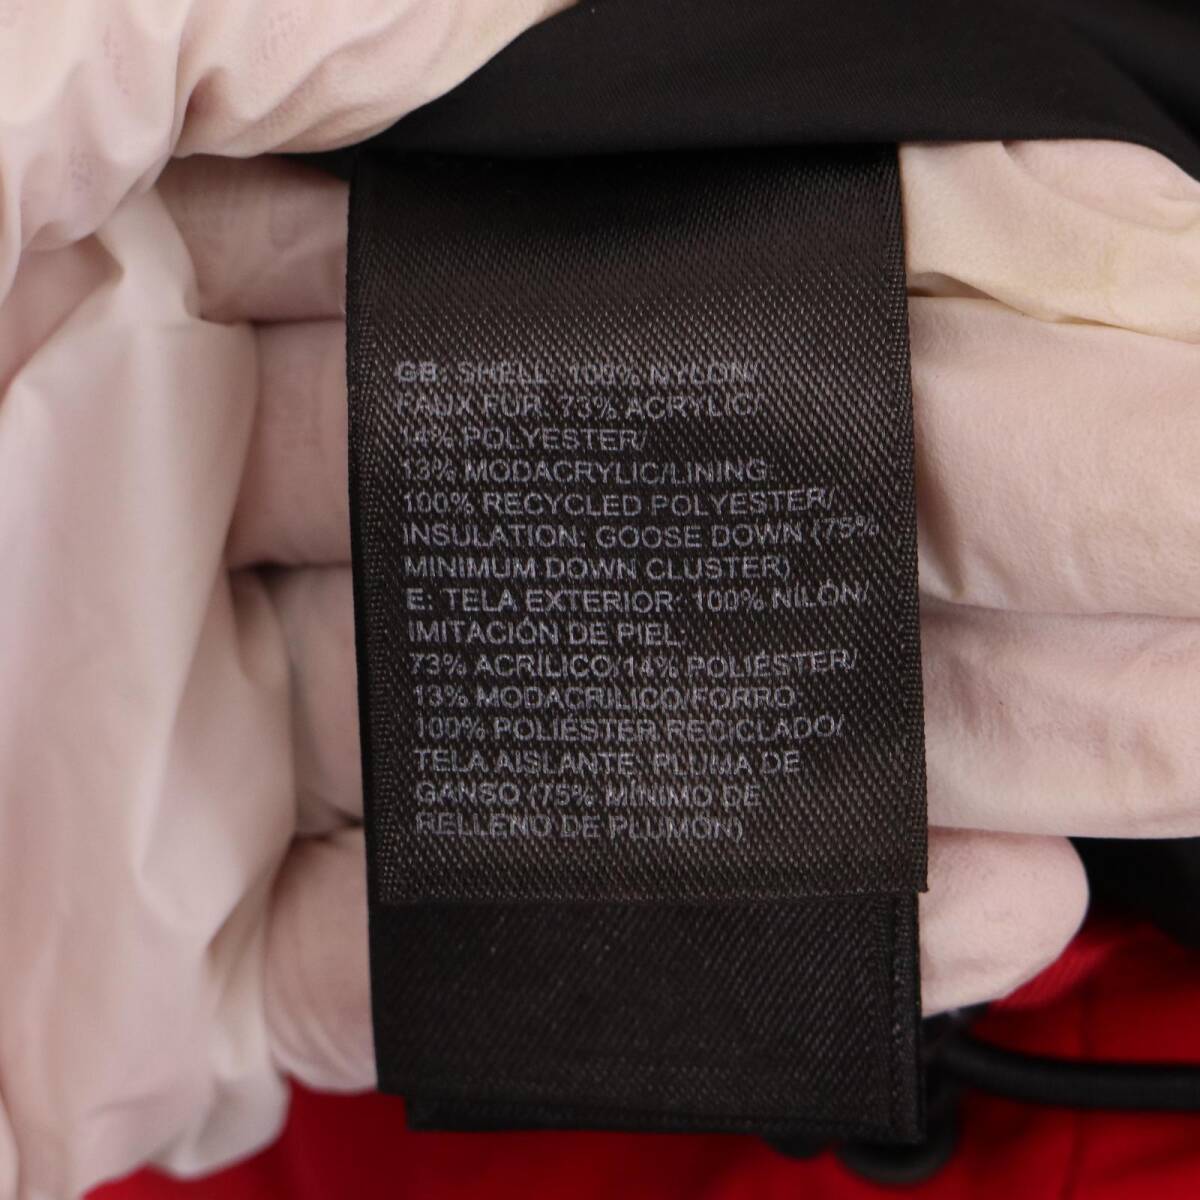 GB: SHELL: 100% NYLON/
FAUX FUR: 73% ACRYLIC/
14% POLYESTER/
13% MODACRYLIC/LINING:
100% RECYCLED POLYESTER/
INSULATION: GOOSE DOWN (75%
MINIMUM DOWN CLUSTER)
E: TELA EXTERIOR: 100% NILÓN/
IMITACIÓN DE PIEL:
73% ACRÍLICO/14% POLIÉSTER/
13% MODACRÍLICO/FORRO:
100% POLIÉSTER RECICLADO/
TELA AISLANTE: PLUMA DE
GANSO (75% MÍNIMO DE
RELLENO DE PLUMÓN)